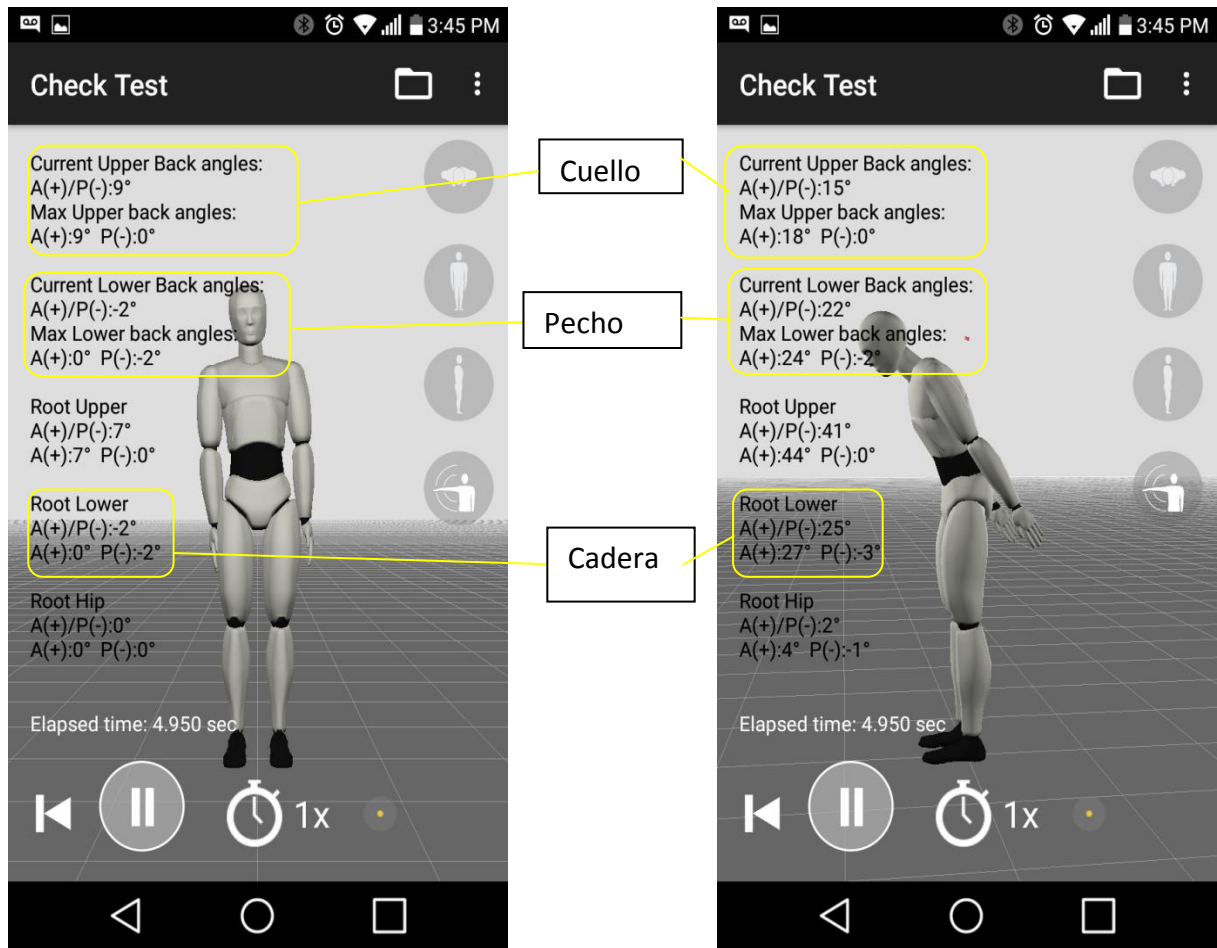 3:45 PM
Check Test
Current Upper Back angles:
A(+)/P(-):9°
Max Upper back angles:
A(+):9° P(-):0°
Current Lower Back angles:
A(+)/P(-):-2°
Max Lower back angles:
A(+):0° P(-):-2°
Root Upper
A(+)/P(-):7°
A(+):7° P(-):0°
Root Lower
A(+)/P(-):-2°
A(+):0° P(-):-2°
Root Hip
A(+)/P(-):0°
A(+):0° P(-):0°
Elapsed time: 4.950 sec
1x
Cuello
Pecho
Cadera
3:45 PM
Check Test
Current Upper Back angles:
A(+)/P(-):15°
Max Upper back angles:
A(+):18° P(-):0°
Current Lower Back angles:
A(+)/P(-):22°
Max Lower back angles:
A(+):24° P(-):-2°
Root Upper
A(+)/P(-):41°
A(+):44° P(-):0°
Root Lower
A(+)/P(-):25°
A(+):27° P(-):-3°
Root Hip
A(+)/P(-):2°
A(+):4° P(-):-1°
Elapsed time: 4.950 sec
1x